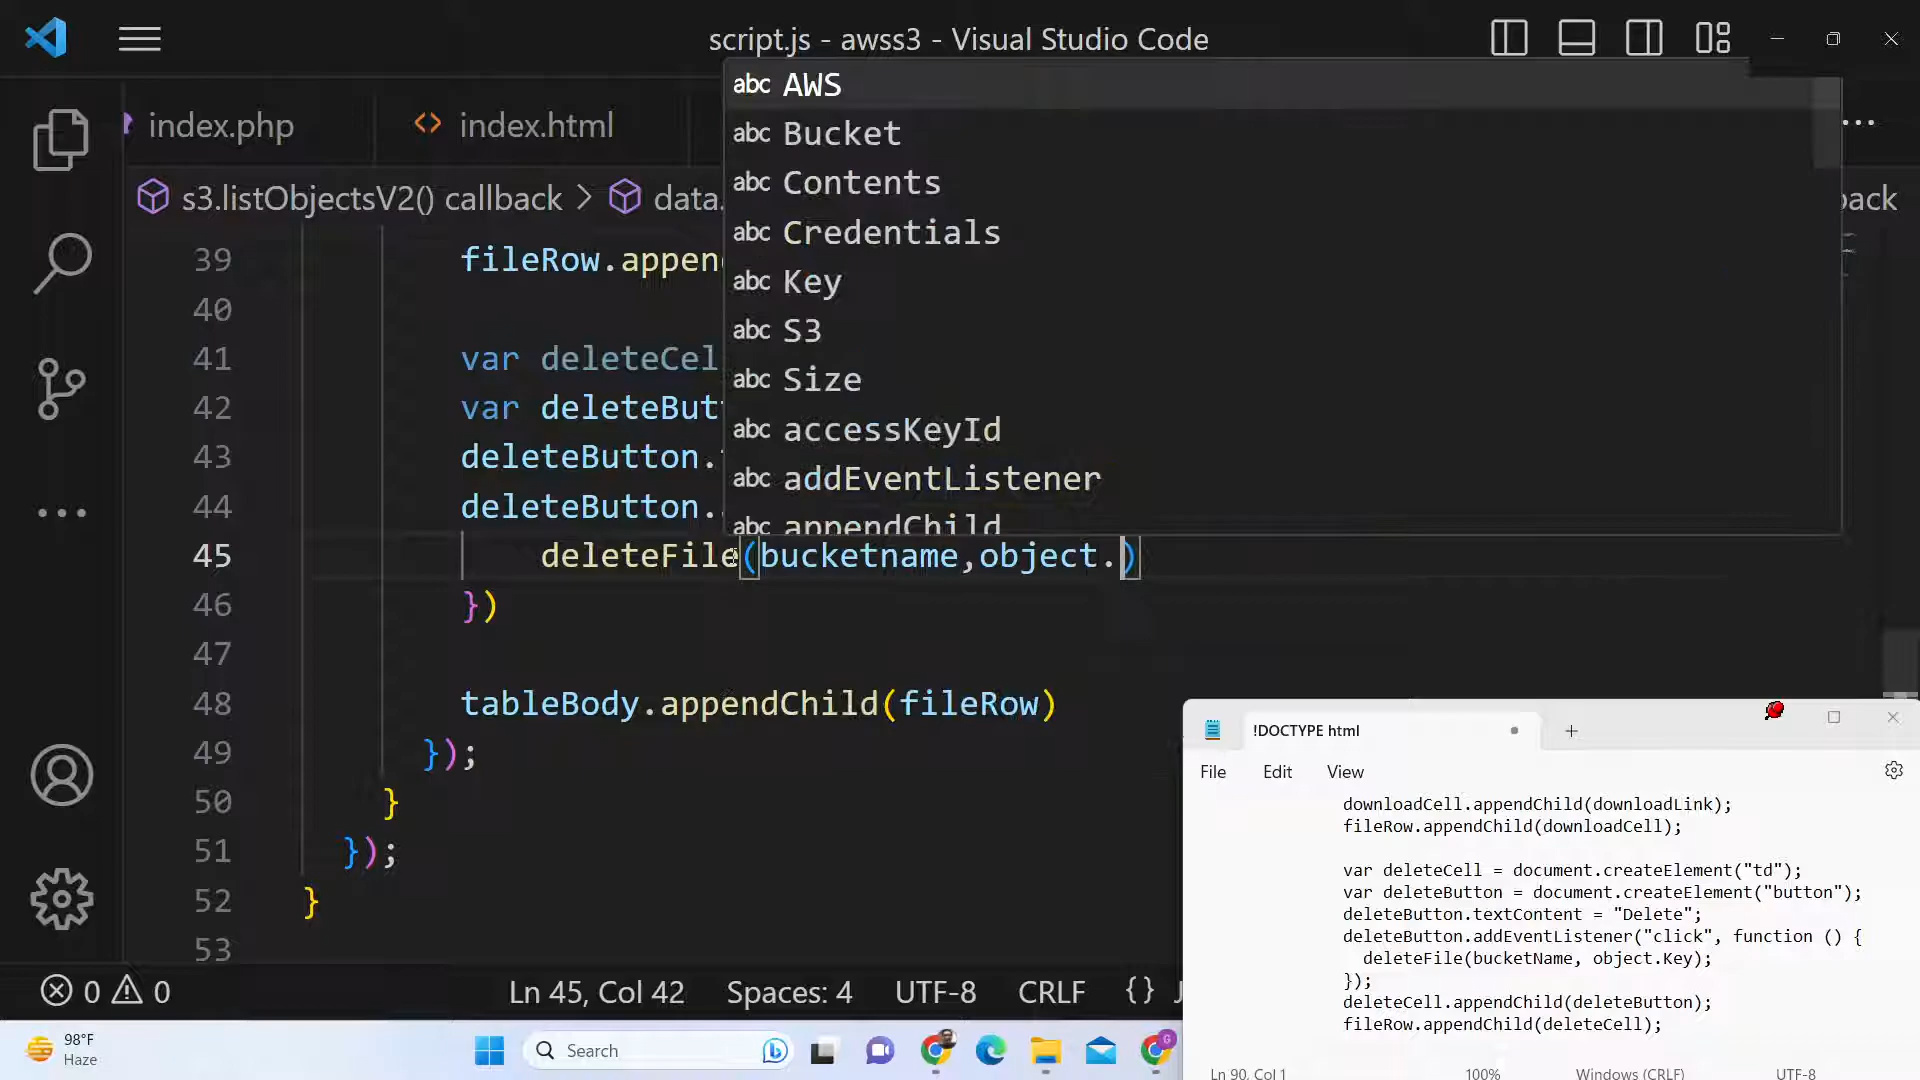 script.js - awss3 - Visual Studio Code
index.php
index.html
...
s3.listObjectsV2() callback > data.
back
abc AWS
abc Bucket
abc Contents
abc Credentials
abc Key
abc S3
abc Size
abc accessKeyId
abc addEventListener
abc appendChild
39 fileRow.append
40
41 var deleteCel
42 var deleteButt
43 deleteButton.
44 deleteButton.
45 deleteFile(bucketname,object.)
46 })
47
48 tableBody.appendChild(fileRow)
49 });
50 }
51 });
52 }
53
0 0 Ln 45, Col 42 Spaces: 4 UTF-8 CRLF {} J
!DOCTYPE html
File Edit View
downloadCell.appendChild(downloadLink);
fileRow.appendChild(downloadCell);
var deleteCell = document.createElement("td");
var deleteButton = document.createElement("button");
deleteButton.textContent = "Delete";
deleteButton.addEventListener("click", function () {
deleteFile(bucketName, object.Key);
});
deleteCell.appendChild(deleteButton);
fileRow.appendChild(deleteCell);
Ln 90, Col 1 100% Windows (CRLF) UTF-8
98°F
Haze
Search
G